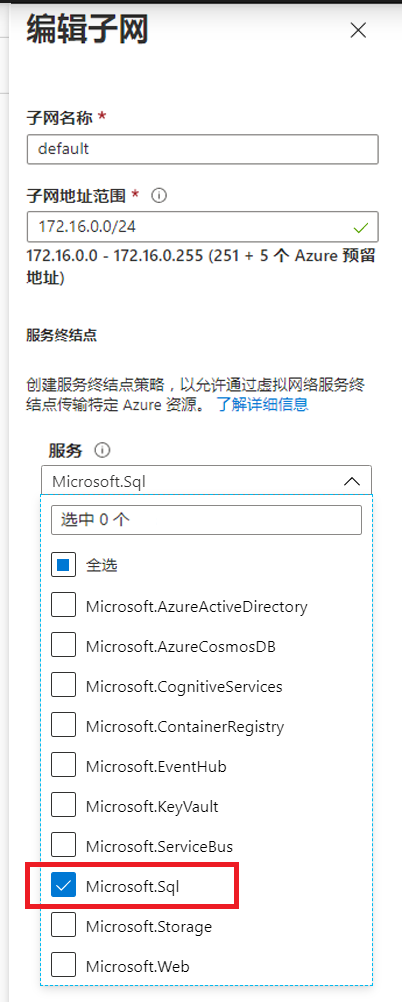 编辑子网
子网名称 *
default
子网地址范围 *
172.16.0.0/24
172.16.0.0 - 172.16.0.255 (251 + 5 个 Azure 预留
地址)
服务终结点
创建服务终结点策略，以允许通过虚拟网络服务终
结点传输特定 Azure 资源。 了解详细信息
服务
Microsoft.Sql
选中 0 个
全选
Microsoft.AzureActiveDirectory
Microsoft.AzureCosmosDB
Microsoft.CognitiveServices
Microsoft.ContainerRegistry
Microsoft.EventHub
Microsoft.KeyVault
Microsoft.ServiceBus
Microsoft.Sql
Microsoft.Storage
Microsoft.Web